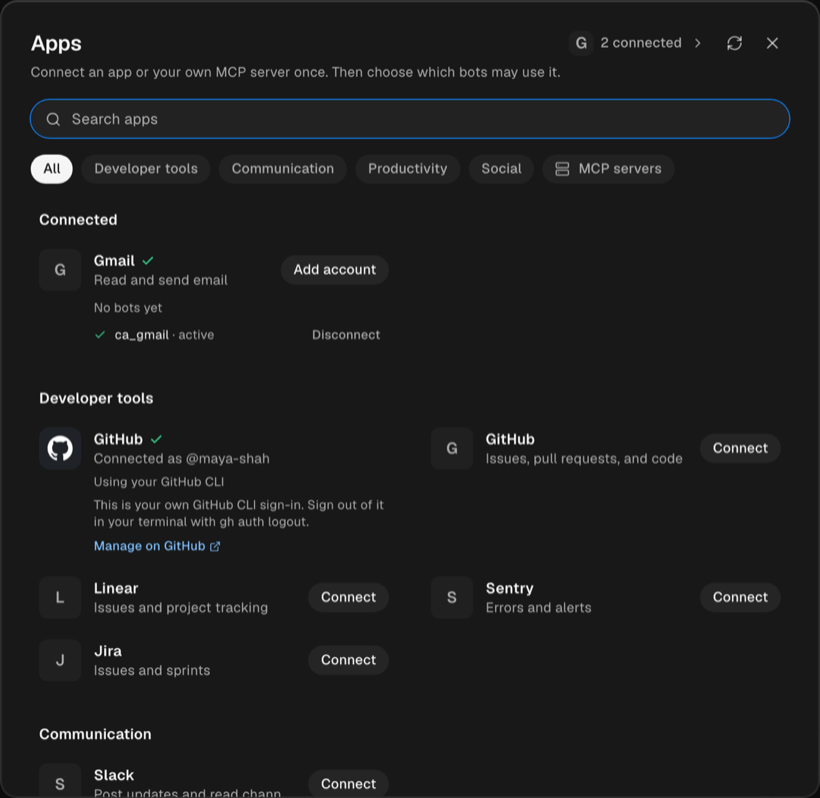 Apps
G 2 connected
Connect an app or your own MCP server once. Then choose which bots may use it.
Search apps
All Developer tools Communication Productivity Social MCP servers
Connected
G
Gmail
Add account
Read and send email
No bots yet
ca_gmail · active
Disconnect
Developer tools
GitHub
Connected as @maya-shah
Using your GitHub CLI
This is your own GitHub CLI sign-in. Sign out of it
in your terminal with gh auth logout.
Manage on GitHub
G
GitHub
Issues, pull requests, and code
Connect
L
Linear
Issues and project tracking
Connect
S
Sentry
Errors and alerts
Connect
J
Jira
Issues and sprints
Connect
Communication
S
Slack
Post updates and read chann
Connect